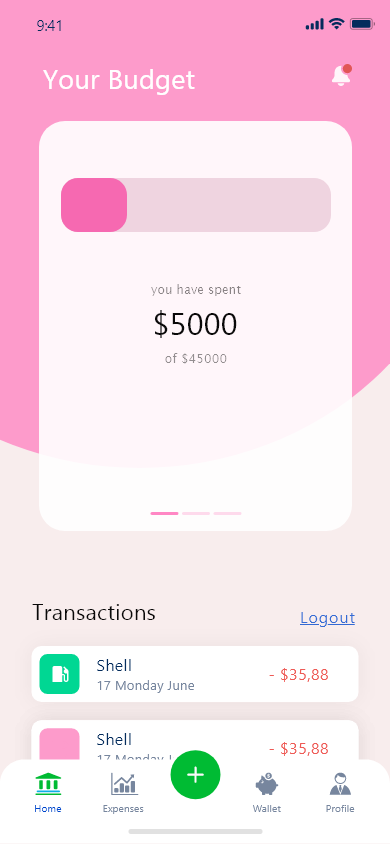 9:41
Your Budget
you have spent
$5000
of $45000
Transactions
Logout
Shell
17 Monday June
- $35,88
Shell
17 Monday
- $35,88
Home
Expenses
Wallet
Profile